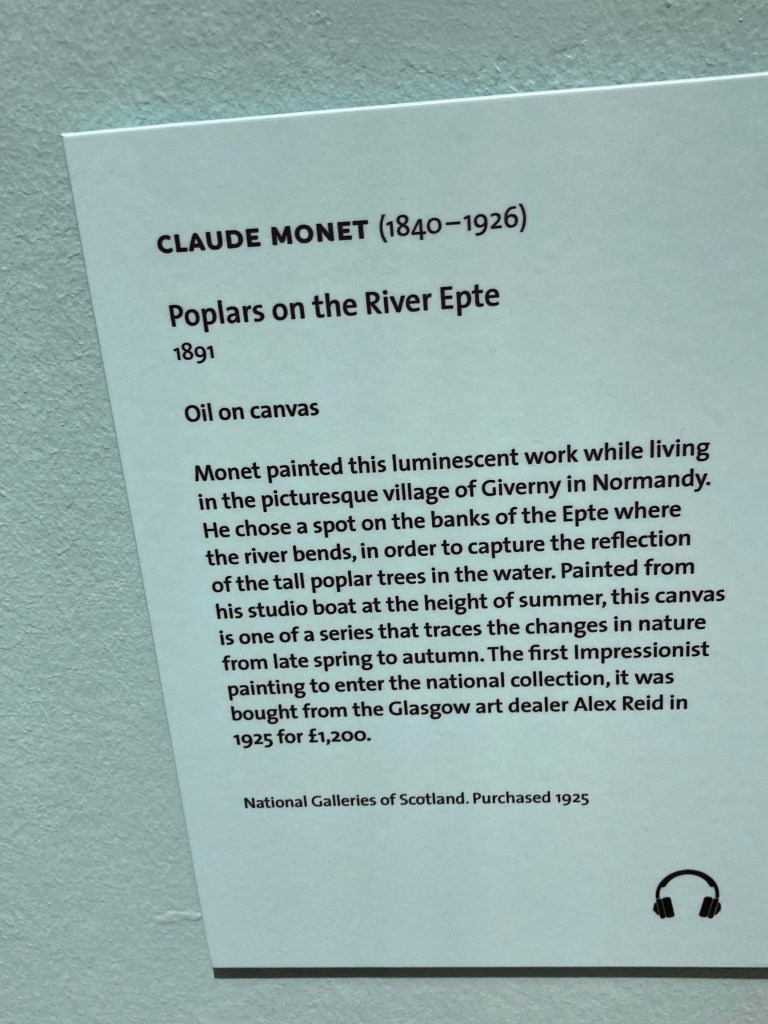 CLAUDE MONET (1840–1926)
Poplars on the River Epte
1891
Oil on canvas
Monet painted this luminescent work while living
in the picturesque village of Giverny in Normandy.
He chose a spot on the banks of the Epte where
the river bends, in order to capture the reflection
of the tall poplar trees in the water. Painted from
his studio boat at the height of summer, this canvas
is one of a series that traces the changes in nature
from late spring to autumn. The first Impressionist
painting to enter the national collection, it was
bought from the Glasgow art dealer Alex Reid in
1925 for £1,200.
National Galleries of Scotland. Purchased 1925